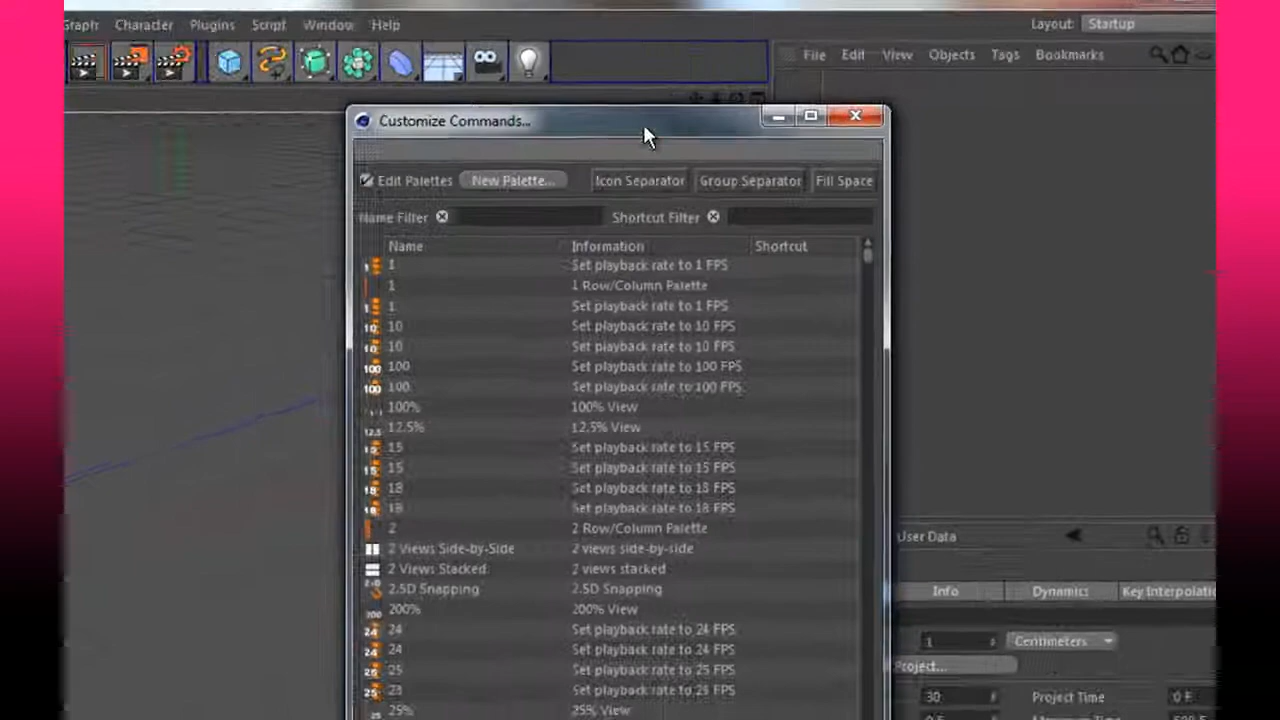 Graph Character Plugins Script Window Help Layout: Startup
File Edit View Objects Tags Bookmarks
Customize Commands...
Edit Palettes New Palette... Icon Separator Group Separator Fill Space
Name Filter Shortcut Filter
Name Information Shortcut
1 Set playback rate to 1 FPS
1 1 Row/Column Palette
1 Set playback rate to 1 FPS
10 Set playback rate to 10 FPS
10 Set playback rate to 10 FPS
100 Set playback rate to 100 FPS
100 Set playback rate to 100 FPS
100% 100% View
12.5% 12.5% View
15 Set playback rate to 15 FPS
15 Set playback rate to 15 FPS
18 Set playback rate to 18 FPS
18 Set playback rate to 18 FPS
2 2 Row/Column Palette
2 Views Side-by-Side 2 views side-by-side
2 Views Stacked 2 views stacked
2.5D Snapping 2.5D Snapping
200% 200% View
24 Set playback rate to 24 FPS
24 Set playback rate to 24 FPS
25 Set playback rate to 25 FPS
25 Set playback rate to 25 FPS
25% 25% View
User Data
Info Dynamics Key Interpolatic
1 Centimeters
Project...
30 Project Time 0 F